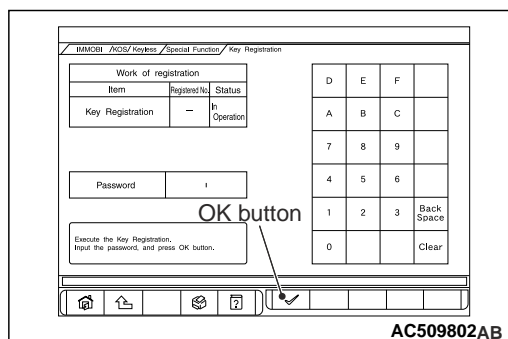 IMMOBI /KOS/ Keyless /Special Function/ Key Registration
Work of registration
Item Registered No. Status
Key Registration — In Operation
Password
Execute the Key Registration.
Input the password, and press OK button.
OK button
D E F
A B C
7 8 9
4 5 6
1 2 3 Back Space
0 Clear
?
AC509802AB